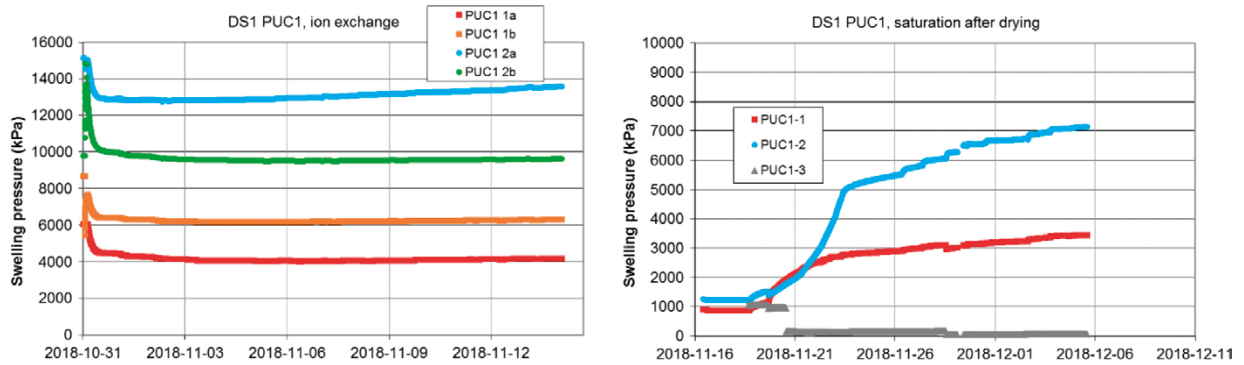 DS1 PUC1, ion exchange
PUC1 1a
PUC1 1b
PUC1 2a
PUC1 2b
Swelling pressure (kPa)
16000
14000
12000
10000
8000
6000
4000
2000
0
2018-10-31
2018-11-03
2018-11-06
2018-11-09
2018-11-12
DS1 PUC1, saturation after drying
PUC1-1
PUC1-2
PUC1-3
Swelling pressure (kPa)
10000
9000
8000
7000
6000
5000
4000
3000
2000
1000
0
2018-11-16
2018-11-21
2018-11-26
2018-12-01
2018-12-06
2018-12-11